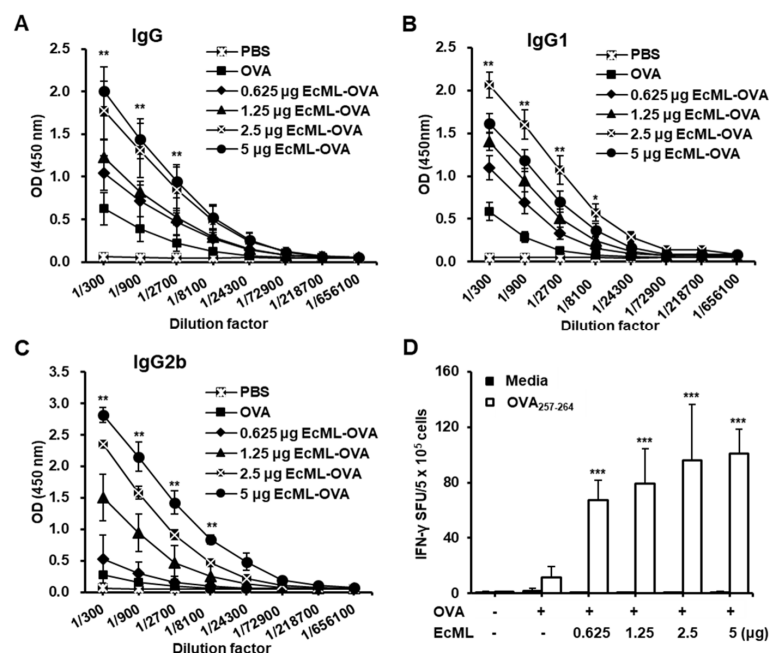 A
IgG
**
**
**
PBS
OVA
0.625 µg EcML-OVA
1.25 µg EcML-OVA
2.5 µg EcML-OVA
5 µg EcML-OVA
OD (450 nm)
2.5
2.0
1.5
1.0
0.5
0.0
1/300
1/900
1/2700
1/8100
1/24300
1/72900
1/218700
1/656100
Dilution factor
B
IgG1
**
**
**
*
PBS
OVA
0.625 µg EcML-OVA
1.25 µg EcML-OVA
2.5 µg EcML-OVA
5 µg EcML-OVA
OD (450nm)
2.5
2.0
1.5
1.0
0.5
0.0
1/300
1/900
1/2700
1/8100
1/24300
1/72900
1/218700
1/656100
Dilution factor
C
IgG2b
**
**
**
**
PBS
OVA
0.625 µg EcML-OVA
1.25 µg EcML-OVA
2.5 µg EcML-OVA
5 µg EcML-OVA
OD (450 nm)
3.5
3.0
2.5
2.0
1.5
1.0
0.5
0.0
1/300
1/900
1/2700
1/8100
1/24300
1/72900
1/218700
1/656100
Dilution factor
D
Media
OVA257-264
***
***
***
***
IFN-γ SFU/5 x 10⁵ cells
160
120
80
40
0
OVA - + + + + +
EcML - - 0.625 1.25 2.5 5 (µg)